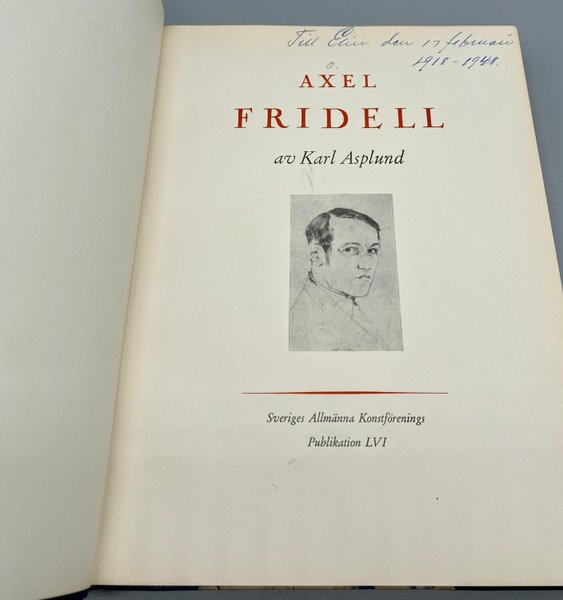 Till Elin den 17 februari
1918-1948.
AXEL
FRIDELL
av Karl Asplund
Sveriges Allmänna Konstförenings
Publikation LVI